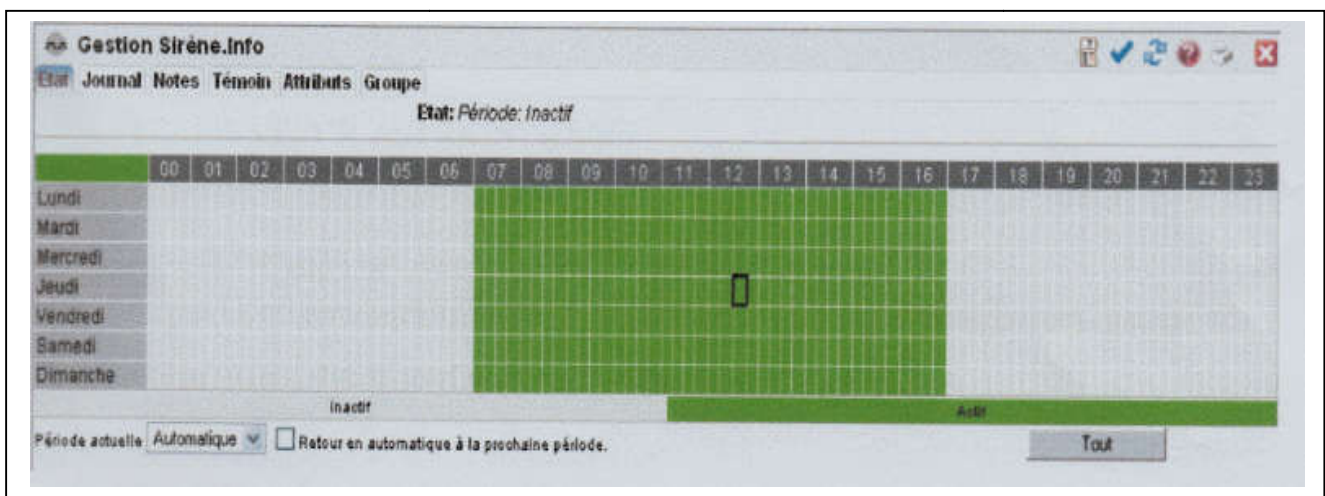 Gestion Sirène.Info
Etat Journal Notes Témoin Attributs Groupe
Etat: Période: Inactif
00 01 02 03 04 05 06 07 08 09 10 11 12 13 14 15 16 17 18 19 20 21 22 23
Lundi
Mardi
Mercredi
Jeudi
Vendredi
Samedi
Dimanche
Inactif Actif
Période actuelle Automatique Retour en automatique à la prochaine période. Tout